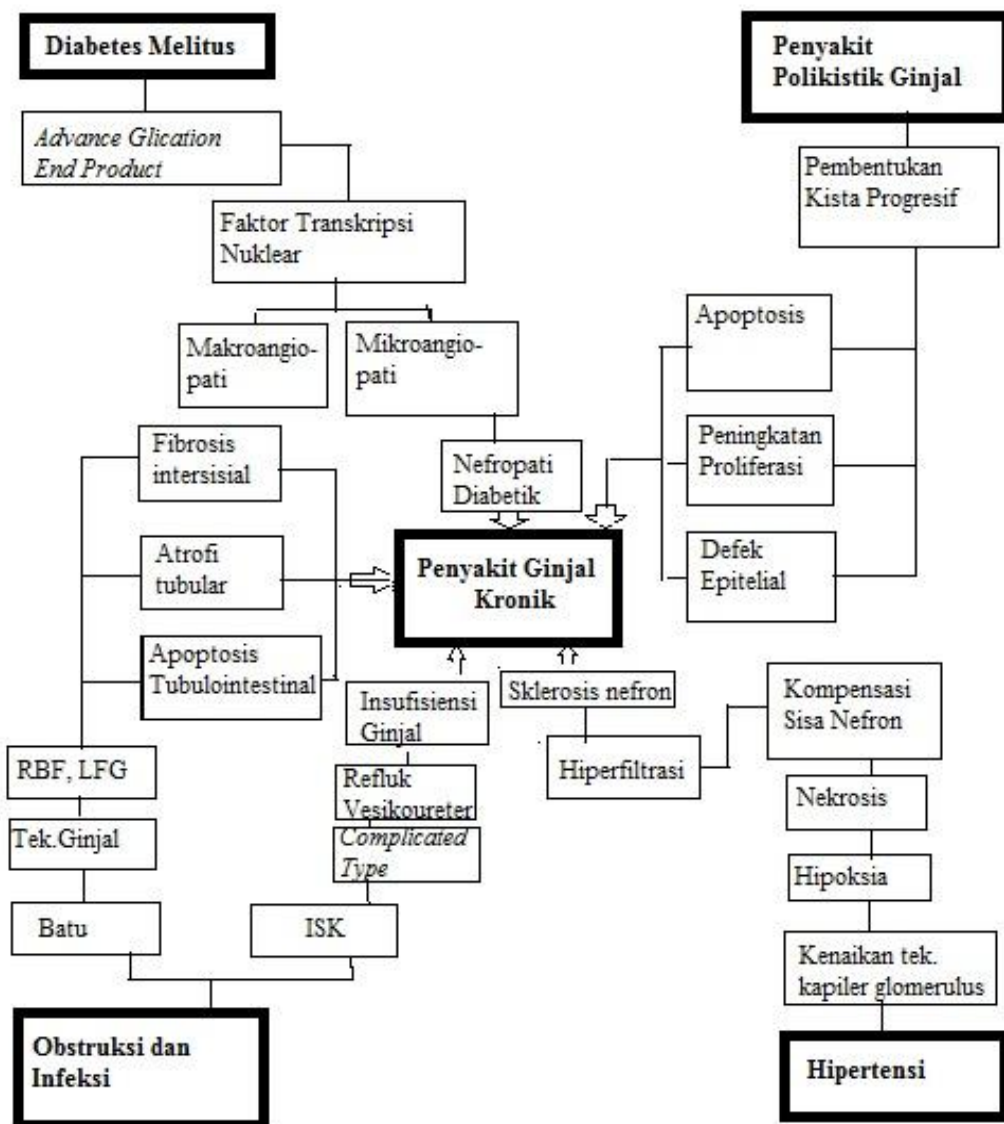 Diabetes Melitus
Advance Glication
End Product
Faktor Transkripsi
Nuklear
Makroangio-
pati
Mikroangio-
pati
Nefropati
Diabetik
Penyakit
Polikistik Ginjal
Pembentukan
Kista Progresif
Apoptosis
Peningkatan
Proliferasi
Defek
Epitelial
Fibrosis
intersisial
Atrofi
tubular
Apoptosis
Tubulointestinal
Penyakit Ginjal
Kronik
Insufisiensi
Ginjal
Refluk
Vesikoureter
Complicated
Type
ISK
Sklerosis nefron
Hiperfiltrasi
Kompensasi
Sisa Nefron
Nekrosis
Hipoksia
Kenaikan tek.
kapiler glomerulus
Hipertensi
RBF, LFG
Tek.Ginjal
Batu
Obstruksi dan
Infeksi